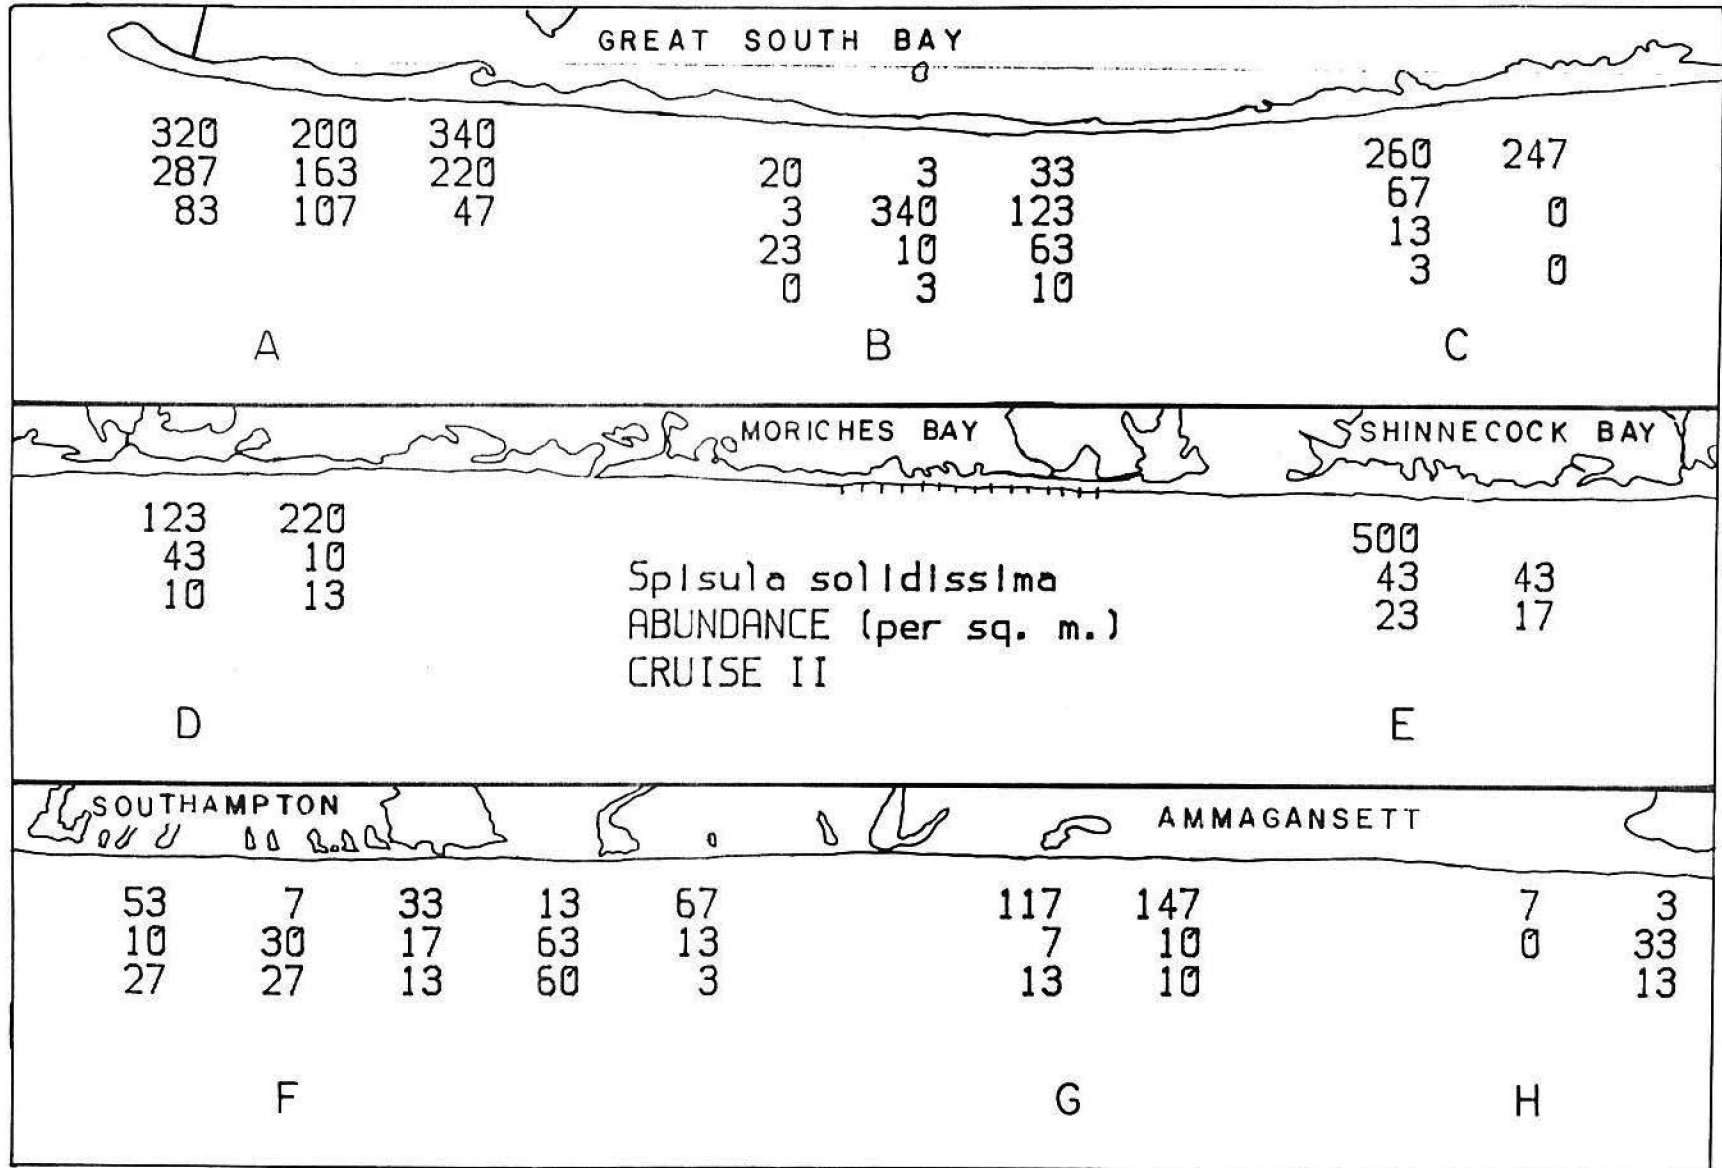 GREAT SOUTH BAY
320 200 340
287 163 220
83 107 47
20 3 33
3 340 123
23 10 63
0 3 10
260 247
67
0
13
3 0
A B C
MORICHES BAY SHINNECOCK BAY
123 220
43 10
10 13
Spisula solidissima
ABUNDANCE (per sq. m.)
CRUISE II
500
43 43
23 17
D E
SOUTHAMPTON AMMAGANSETT
53 7 33 13 67 117 147 7 3
10 30 17 63 13 7 10 0 33
27 27 13 60 3 13 10 13
F G H